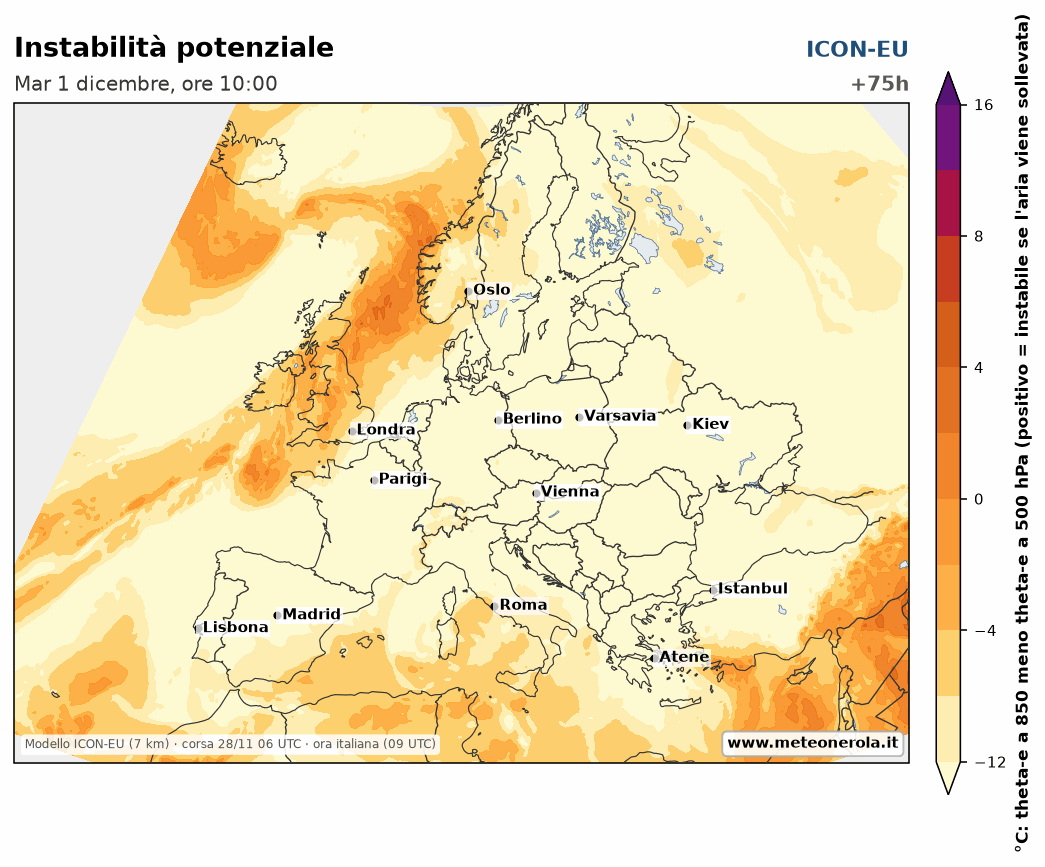 Instabilità potenziale
ICON-EU
Mar 1 dicembre, ore 10:00
+75h
16
8
4
0
−4
−12
°C: theta-e a 850 meno theta-e a 500 hPa (positivo = instabile se l'aria viene sollevata)
Oslo
Berlino
Varsavia
Kiev
Londra
Parigi
Vienna
Istanbul
Roma
Madrid
Lisbona
Atene
Modello ICON-EU (7 km) · corsa 28/11 06 UTC · ora italiana (09 UTC)
www.meteonerola.it